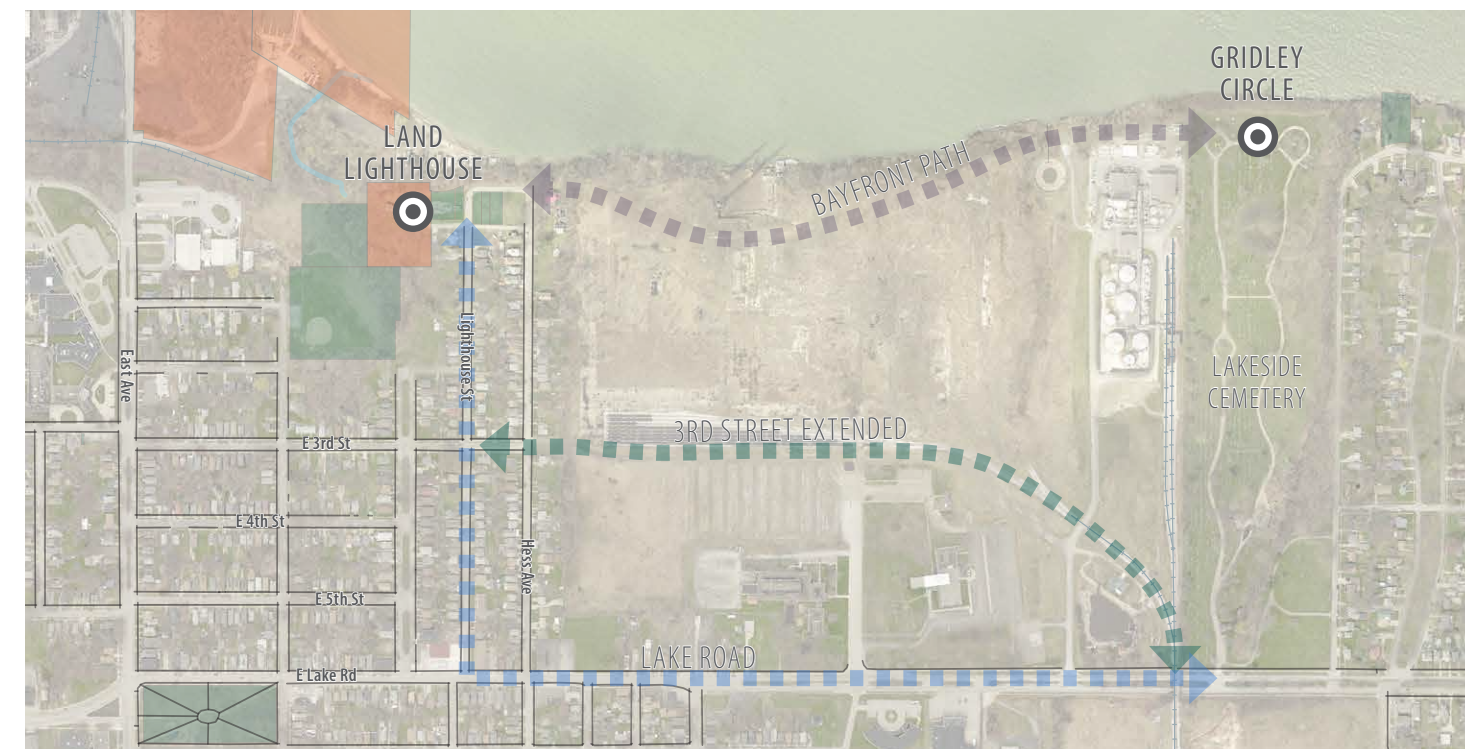 GRIDLEY
CIRCLE
LAND
LIGHTHOUSE
BAYFRONT PATH
East Ave
Lighthouse St
LAKESIDE
CEMETERY
E 3rd St
3RD STREET EXTENDED
E 4th St
Hess Ave
E 5th St
LAKE ROAD
E Lake Rd